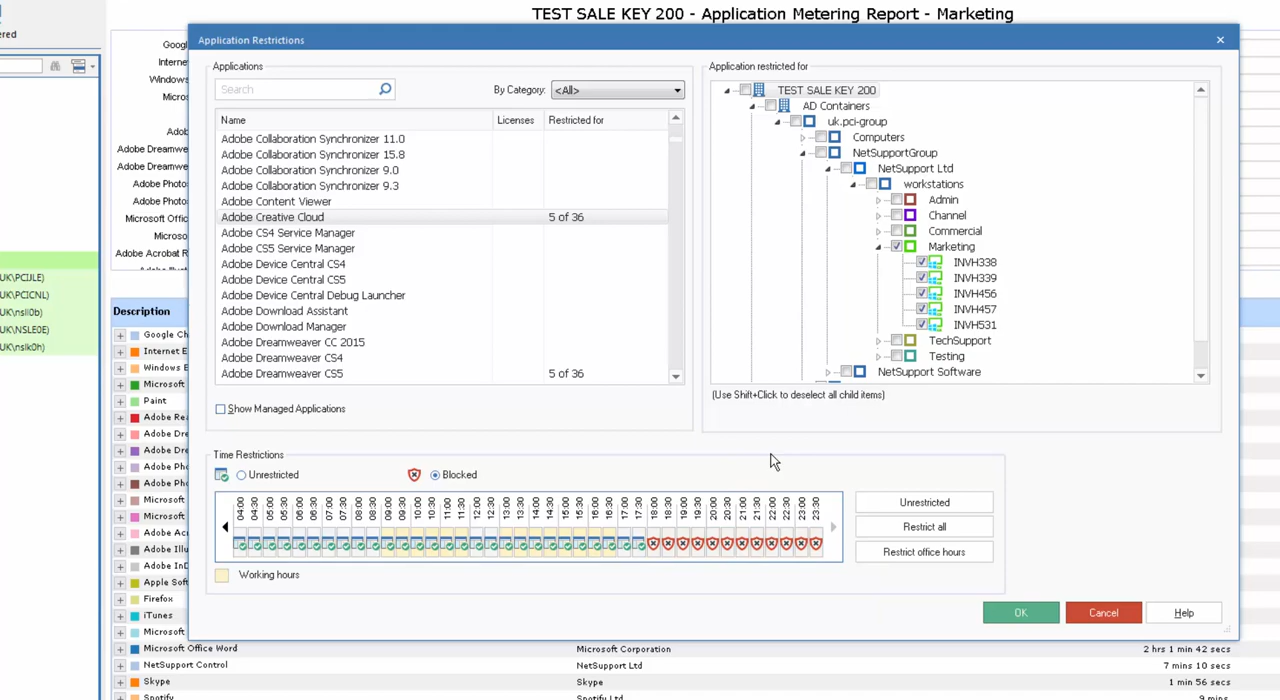 TEST SALE KEY 200 - Application Metering Report - Marketing
ered
Application Restrictions
Applications
Search
By Category: <All>
Name Licenses Restricted for
Adobe Collaboration Synchronizer 11.0
Adobe Collaboration Synchronizer 15.8
Adobe Collaboration Synchronizer 9.0
Adobe Collaboration Synchronizer 9.3
Adobe Content Viewer
Adobe Creative Cloud 5 of 36
Adobe CS4 Service Manager
Adobe CS5 Service Manager
Adobe Device Central CS4
Adobe Device Central CS5
Adobe Device Central Debug Launcher
Adobe Download Assistant
Adobe Download Manager
Adobe Dreamweaver CC 2015
Adobe Dreamweaver CS4
Adobe Dreamweaver CS5 5 of 36
Show Managed Applications
Application restricted for
TEST SALE KEY 200
AD Containers
uk.pci-group
Computers
NetSupportGroup
NetSupport Ltd
workstations
Admin
Channel
Commercial
Marketing
INVH338
INVH339
INVH456
INVH457
INVH531
TechSupport
Testing
NetSupport Software
(Use Shift+Click to deselect all child items)
Time Restrictions
Unrestricted Blocked
04:00 04:30 05:00 05:30 06:00 06:30 07:00 07:30 08:00 08:30 09:00 09:30 10:00 10:30 11:00 11:30 12:00 12:30 13:00 13:30 14:00 14:30 15:00 15:30 16:00 16:30 17:00 17:30 18:00 18:30 19:00 19:30 20:00 20:30 21:00 21:30 22:00 22:30 23:00
Unrestricted
Restrict all
Restrict office hours
Working hours
OK Cancel Help
Googl
Interne
Windows
Micros
Adob
Adobe Dreamw
Adobe Dreamwe
Adobe Photo
Adobe Photos
Microsoft Offic
Microso
Adobe Acrobat R
UK\PCIJLE)
UK\PCICNL)
UK\NSLE0E)
UK\nslk0h)
Description
Google Ch
Internet E
Windows E
Microsoft
Paint
Adobe Rea
Adobe Dre
Adobe Dre
Adobe Pho
Adobe Pho
Microsoft
Microsoft
Adobe Acr
Adobe Illu
Adobe InD
Apple Soft
Firefox
iTunes
Microsoft
Microsoft Office Word Microsoft Corporation 2 hrs 1 min 42 secs
NetSupport Control NetSupport Ltd 7 mins 10 secs
Skype Skype 1 min 56 secs
Spotify Spotify Ltd 9 mins